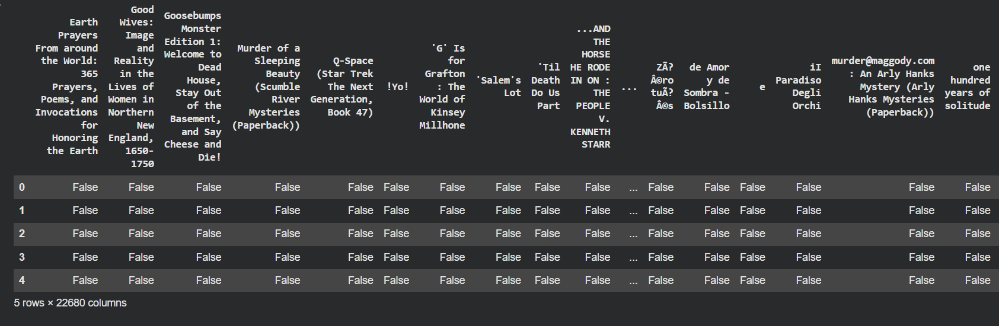 Earth Prayers From around the World: 365 Prayers, Poems, and Invocations for Honoring the Earth
Good Wives: Image and Reality in the Lives of Women in Northern New England, 1650-1750
Goosebumps Monster Edition 1: Welcome to Dead House, Stay Out of the Basement, and Say Cheese and Die!
Murder of a Sleeping Beauty (Scumble River Mysteries (Paperback))
Q-Space (Star Trek The Next Generation, Book 47)
!Yo!
'G' Is for Grafton : The World of Kinsey Millhone
'Salem's Lot
'Til Death Do Us Part
...AND THE HORSE HE RODE IN ON : THE PEOPLE V. KENNETH STARR
...
ZÃ?Â©ro tuÃ?Â©s
de Amor y de Sombra - Bolsillo
e
iI Paradiso Degli Orchi
murder@maggody.com : An Arly Hanks Mystery (Arly Hanks Mysteries (Paperback))
one hundred years of solitude
0 False False False False False False False False False False ... False False False False False False
1 False False False False False False False False False False ... False False False False False False
2 False False False False False False False False False False ... False False False False False False
3 False False False False False False False False False False ... False False False False False False
4 False False False False False False False False False False ... False False False False False False
5 rows × 22680 columns